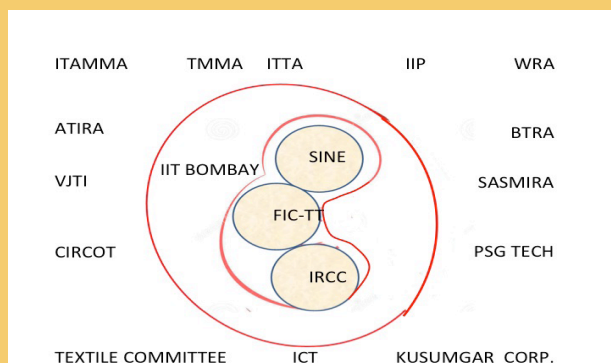 ITAMMA TMMA ITTA IIP WRA
ATIRA BTRA
SINE
IIT BOMBAY
VJTI SASMIRA
FIC-TT
CIRCOT PSG TECH
IRCC
TEXTILE COMMITTEE ICT KUSUMGAR CORP.